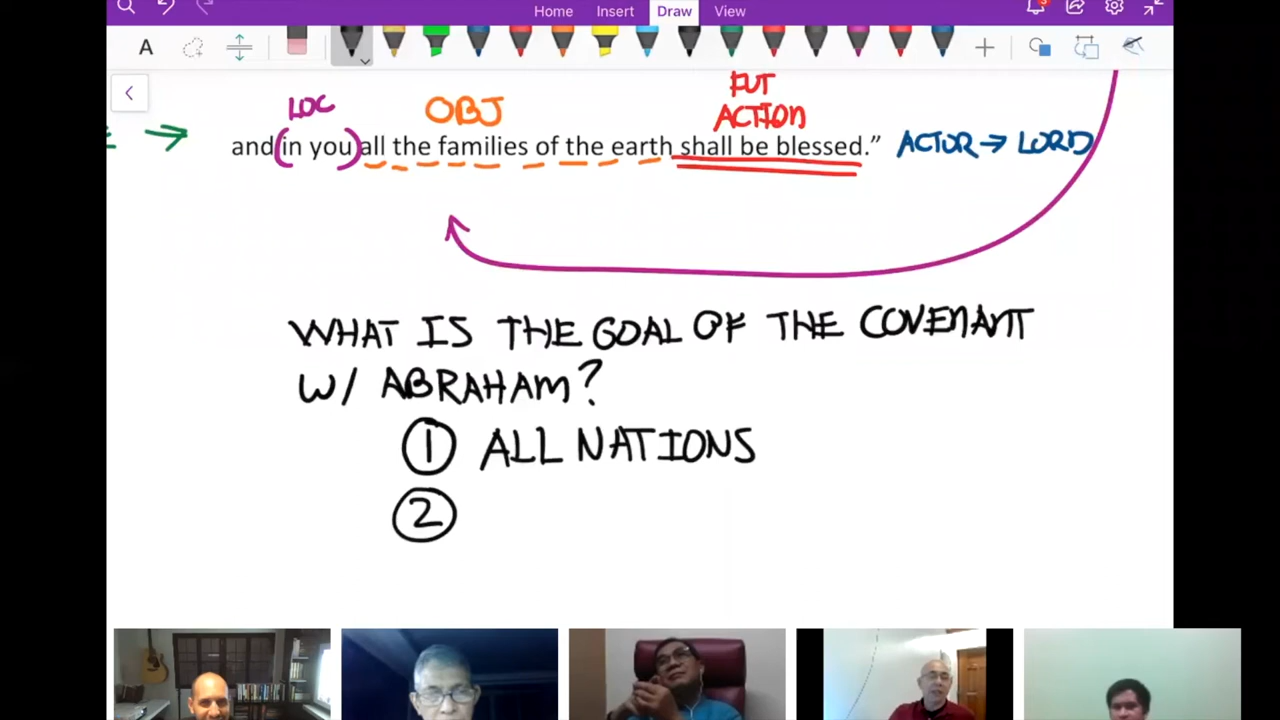 Home Insert Draw View
A
LOC OBJ FUT ACTION
and (in you) all the families of the earth shall be blessed.” ACTOR → LORD
WHAT IS THE GOAL OF THE COVENANT
W/ ABRAHAM?
① ALL NATIONS
②